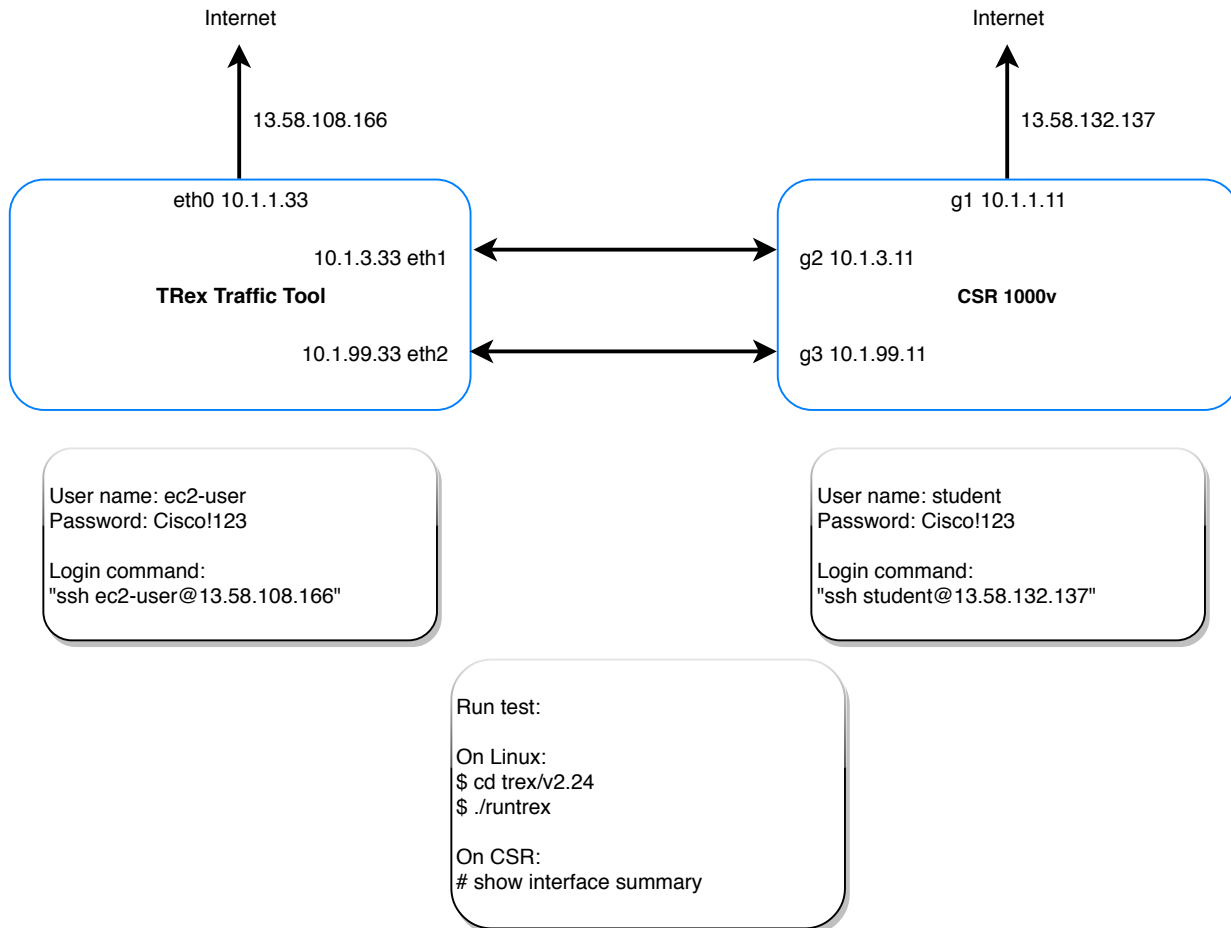 Internet
Internet
13.58.108.166
13.58.132.137
eth0 10.1.1.33
g1 10.1.1.11
10.1.3.33 eth1
g2 10.1.3.11
TRex Traffic Tool
CSR 1000v
10.1.99.33 eth2
g3 10.1.99.11
User name: ec2-user
Password: Cisco!123
Login command:
"ssh ec2-user@13.58.108.166"
User name: student
Password: Cisco!123
Login command:
"ssh student@13.58.132.137"
Run test:
On Linux:
$ cd trex/v2.24
$ ./runtrex
On CSR:
# show interface summary